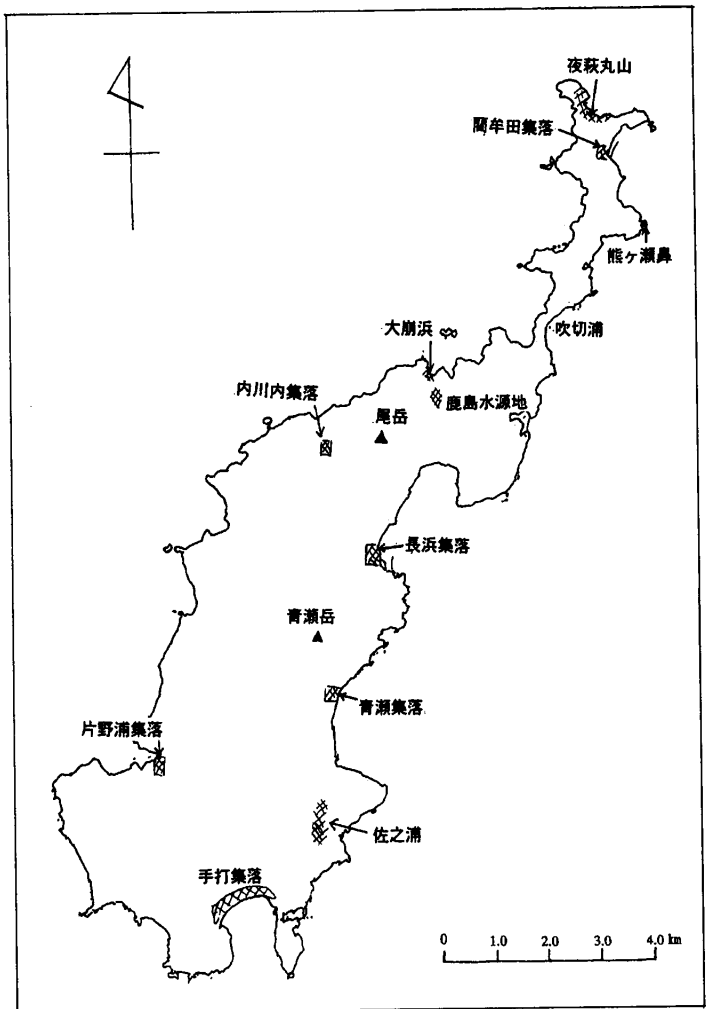 夜萩丸山
藺牟田集落
熊ヶ瀬鼻
大崩浜
吹切浦
内川内集落
鹿島水源地
尾岳
長浜集落
青瀬岳
青瀬集落
片野浦集落
佐之浦
手打集落
0 1.0 2.0 3.0 4.0 km